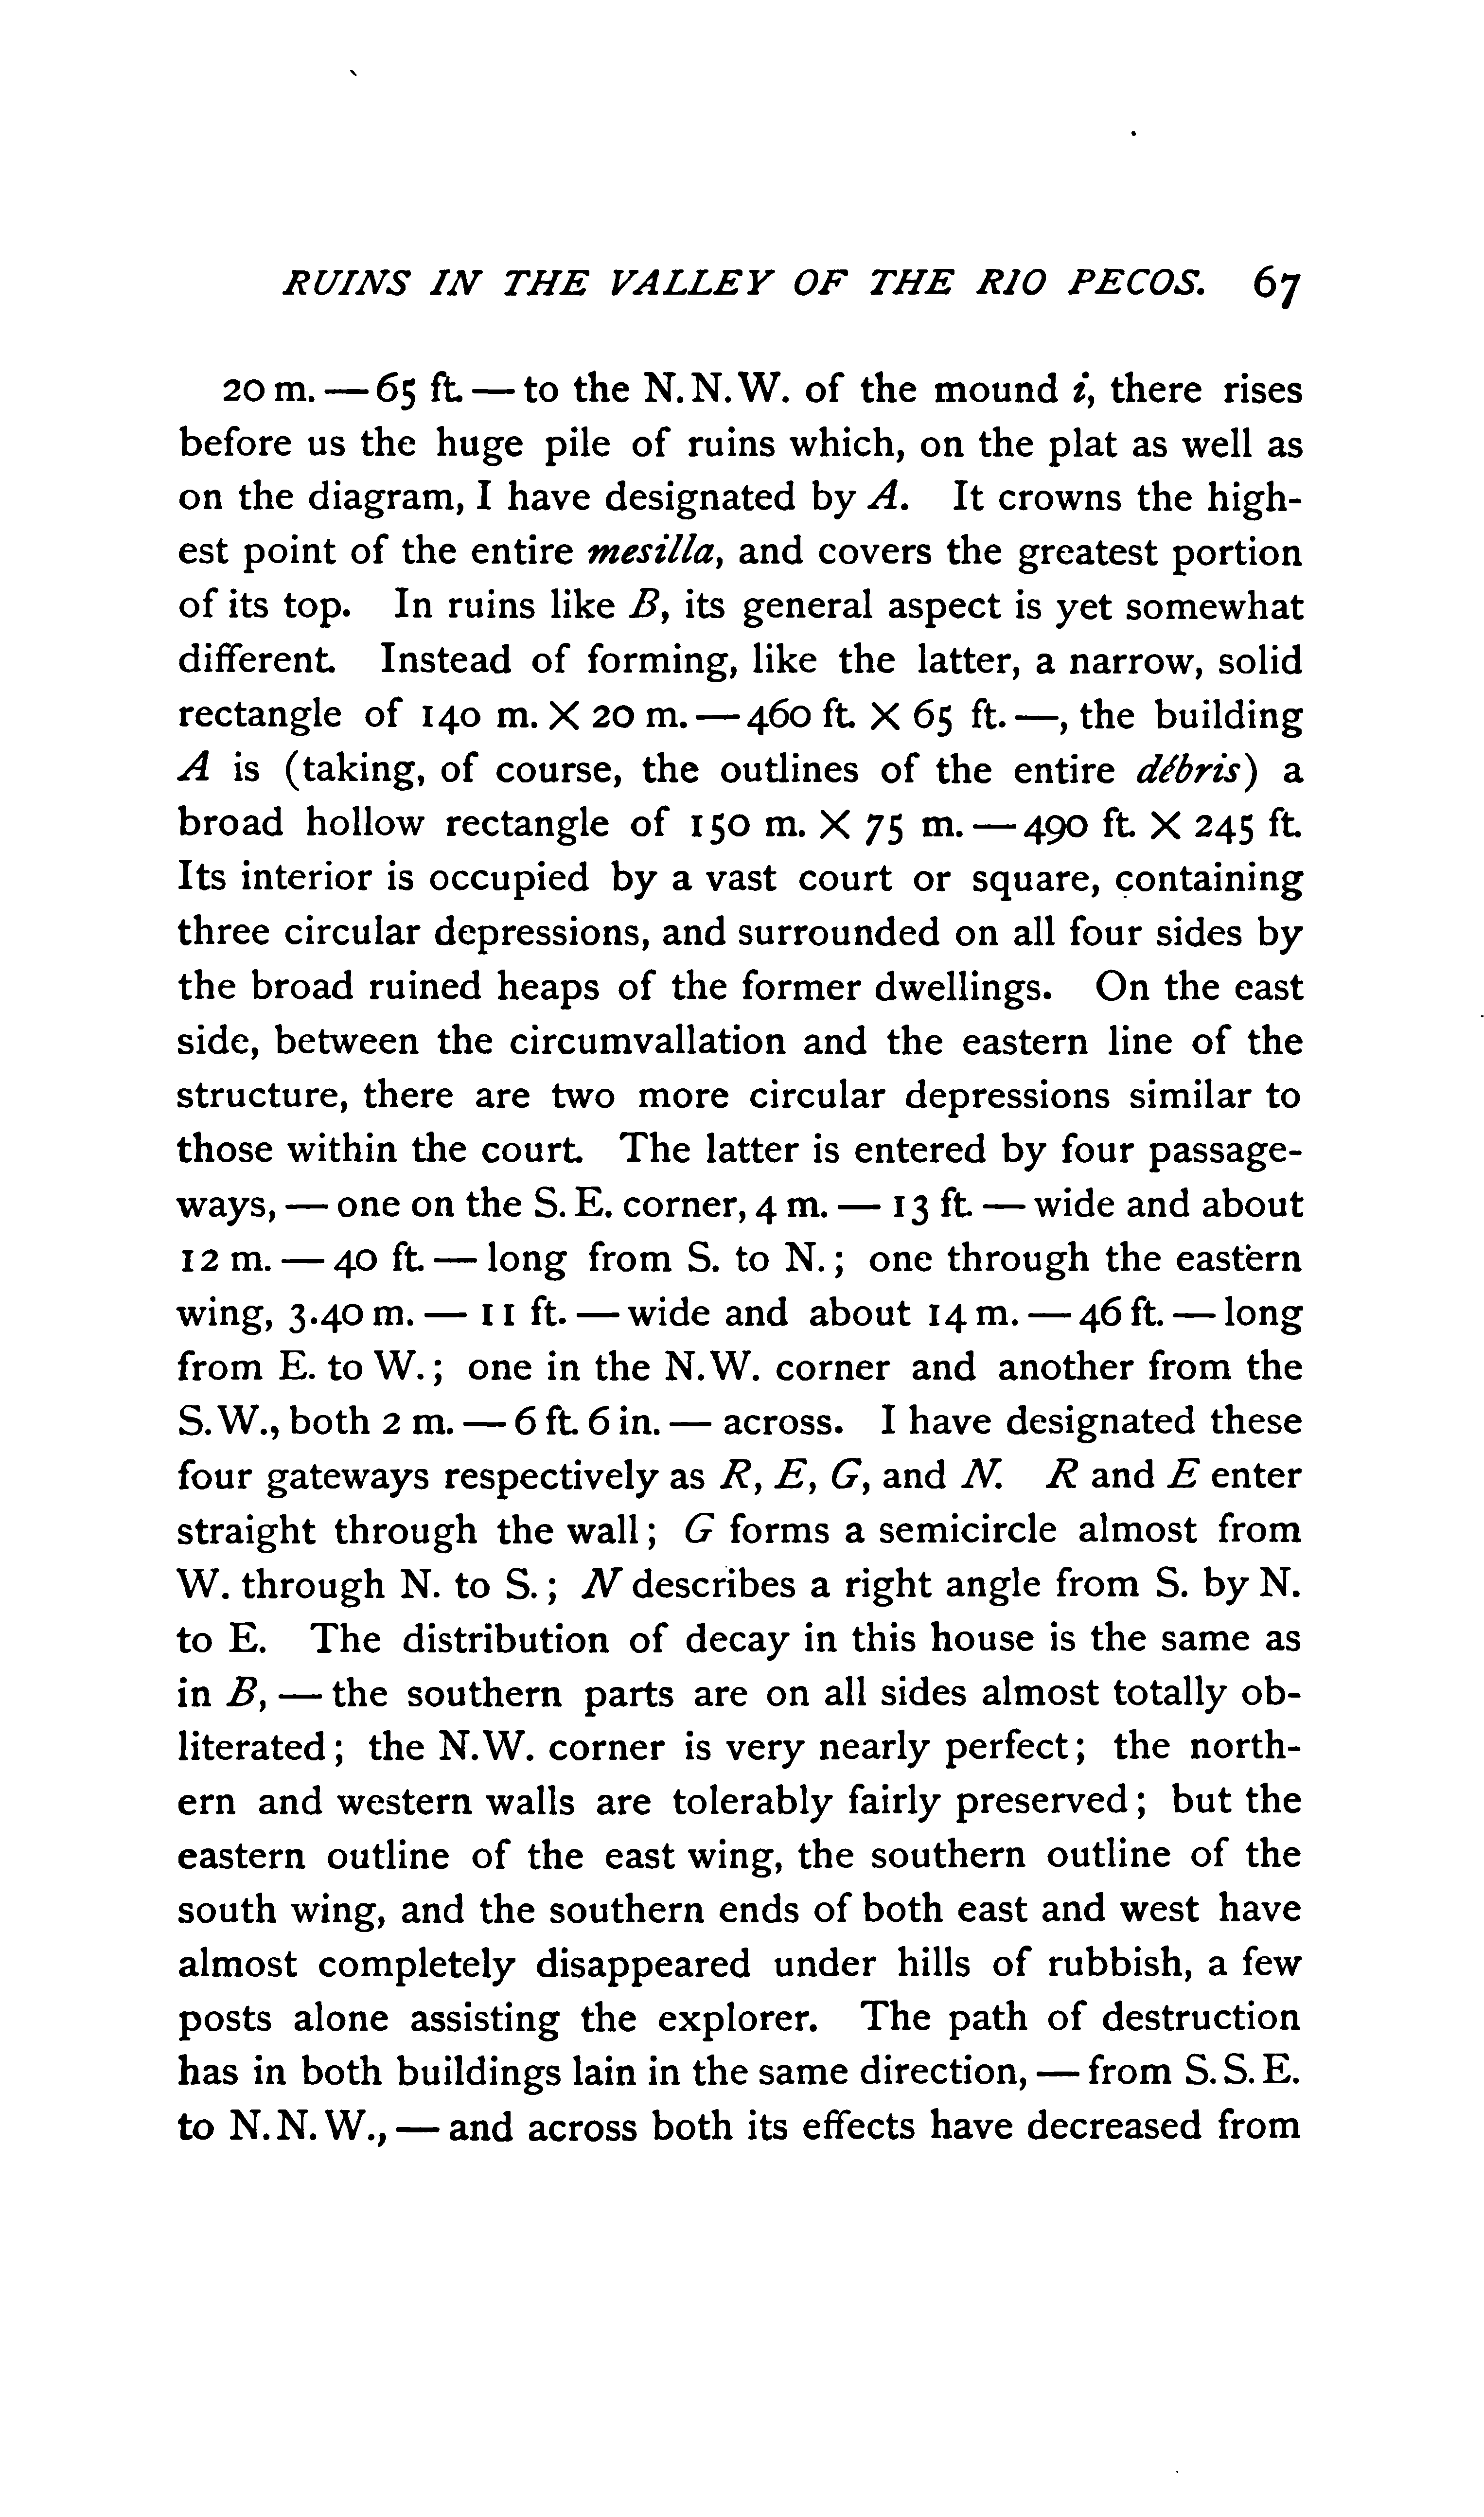 RUINS IN THE VALLEY OF THE RIO PECOS. 67
20 m. — 65 ft. — to the N.N.W. of the mound i, there rises
before us the huge pile of ruins which, on the plat as well as
on the diagram, I have designated by A. It crowns the high-
est point of the entire mesilla, and covers the greatest portion
of its top. In ruins like B, its general aspect is yet somewhat
different. Instead of forming, like the latter, a narrow, solid
rectangle of 140 m. X 20 m. — 460 ft. X 65 ft. —, the building
A is (taking, of course, the outlines of the entire débris) a
broad hollow rectangle of 150 m. X 75 m. — 490 ft. X 245 ft.
Its interior is occupied by a vast court or square, containing
three circular depressions, and surrounded on all four sides by
the broad ruined heaps of the former dwellings. On the east
side, between the circumvallation and the eastern line of the
structure, there are two more circular depressions similar to
those within the court. The latter is entered by four passage-
ways, — one on the S. E. corner, 4 m. — 13 ft. — wide and about
12 m. — 40 ft. — long from S. to N.; one through the eastern
wing, 3.40 m. — 11 ft. — wide and about 14 m. — 46 ft. — long
from E. to W.; one in the N.W. corner and another from the
S.W., both 2 m. — 6 ft. 6 in. — across. I have designated these
four gateways respectively as R, E, G, and N. R and E enter
straight through the wall; G forms a semicircle almost from
W. through N. to S.; N describes a right angle from S. by N.
to E. The distribution of decay in this house is the same as
in B, — the southern parts are on all sides almost totally ob-
literated; the N.W. corner is very nearly perfect; the north-
ern and western walls are tolerably fairly preserved; but the
eastern outline of the east wing, the southern outline of the
south wing, and the southern ends of both east and west have
almost completely disappeared under hills of rubbish, a few
posts alone assisting the explorer. The path of destruction
has in both buildings lain in the same direction, — from S. S. E.
to N. N. W., — and across both its effects have decreased from